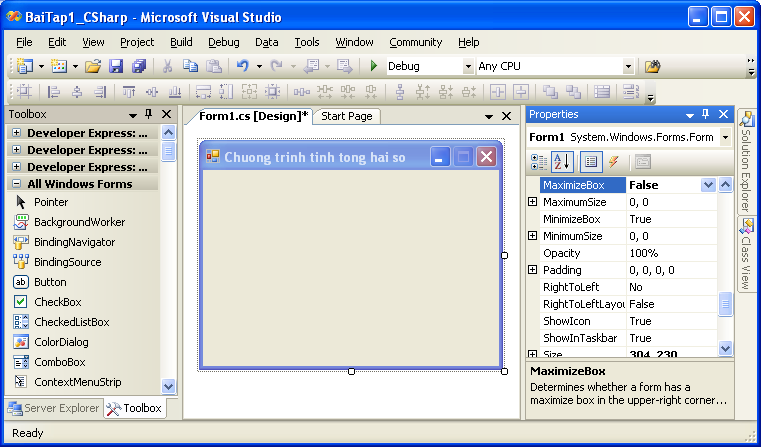 BaiTap1_CSharp - Microsoft Visual Studio
File Edit View Project Build Debug Data Tools Window Community Help
Debug Any CPU
Toolbox
Developer Express: ...
Developer Express: ...
Developer Express: ...
All Windows Forms
Pointer
BackgroundWorker
BindingNavigator
BindingSource
Button
CheckBox
CheckedListBox
ColorDialog
ComboBox
ContextMenuStrip
Server Explorer Toolbox
Form1.cs [Design]* Start Page
Chuong trinh tinh tong hai so
Properties
Form1 System.Windows.Forms.Form
MaximizeBox False
MaximumSize 0, 0
MinimizeBox True
MinimumSize 0, 0
Opacity 100%
Padding 0, 0, 0, 0
RightToLeft No
RightToLeftLayou False
ShowIcon True
ShowInTaskbar True
Size 304, 230
MaximizeBox
Determines whether a form has a
maximize box in the upper-right corner...
Solution Explorer
Class View
Ready